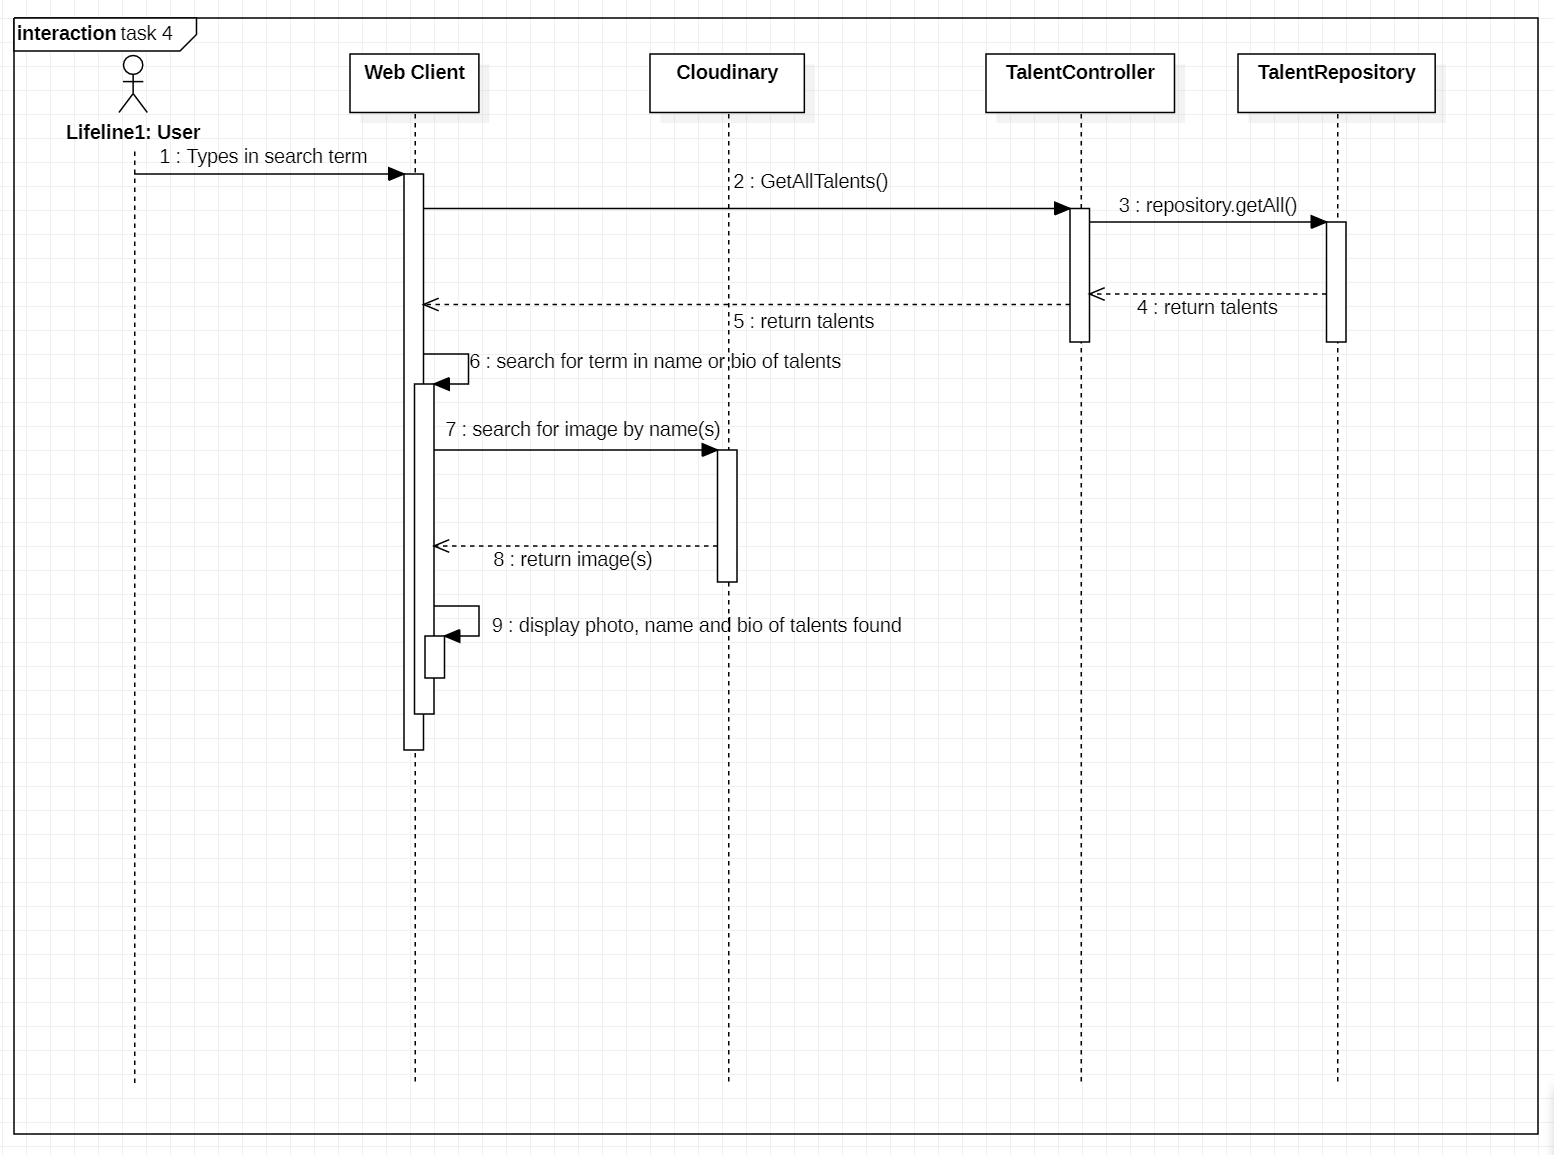 interaction task 4
Web Client
Cloudinary
TalentController
TalentRepository
Lifeline1: User
1 : Types in search term
2 : GetAllTalents()
3 : repository.getAll()
4 : return talents
5 : return talents
6 : search for term in name or bio of talents
7 : search for image by name(s)
8 : return image(s)
9 : display photo, name and bio of talents found